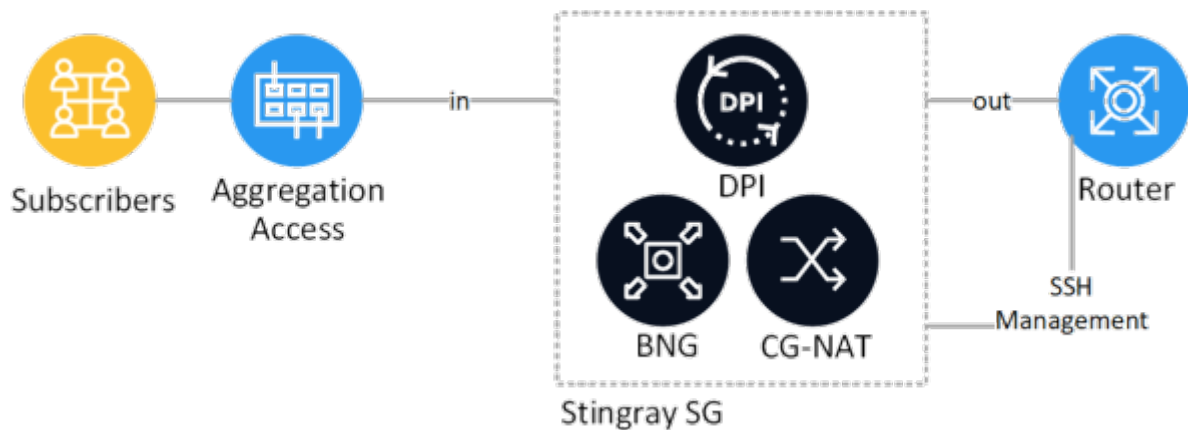 Subscribers
Aggregation
Access
in
DPI
DPI
BNG
CG-NAT
Stingray SG
out
Router
SSH
Management